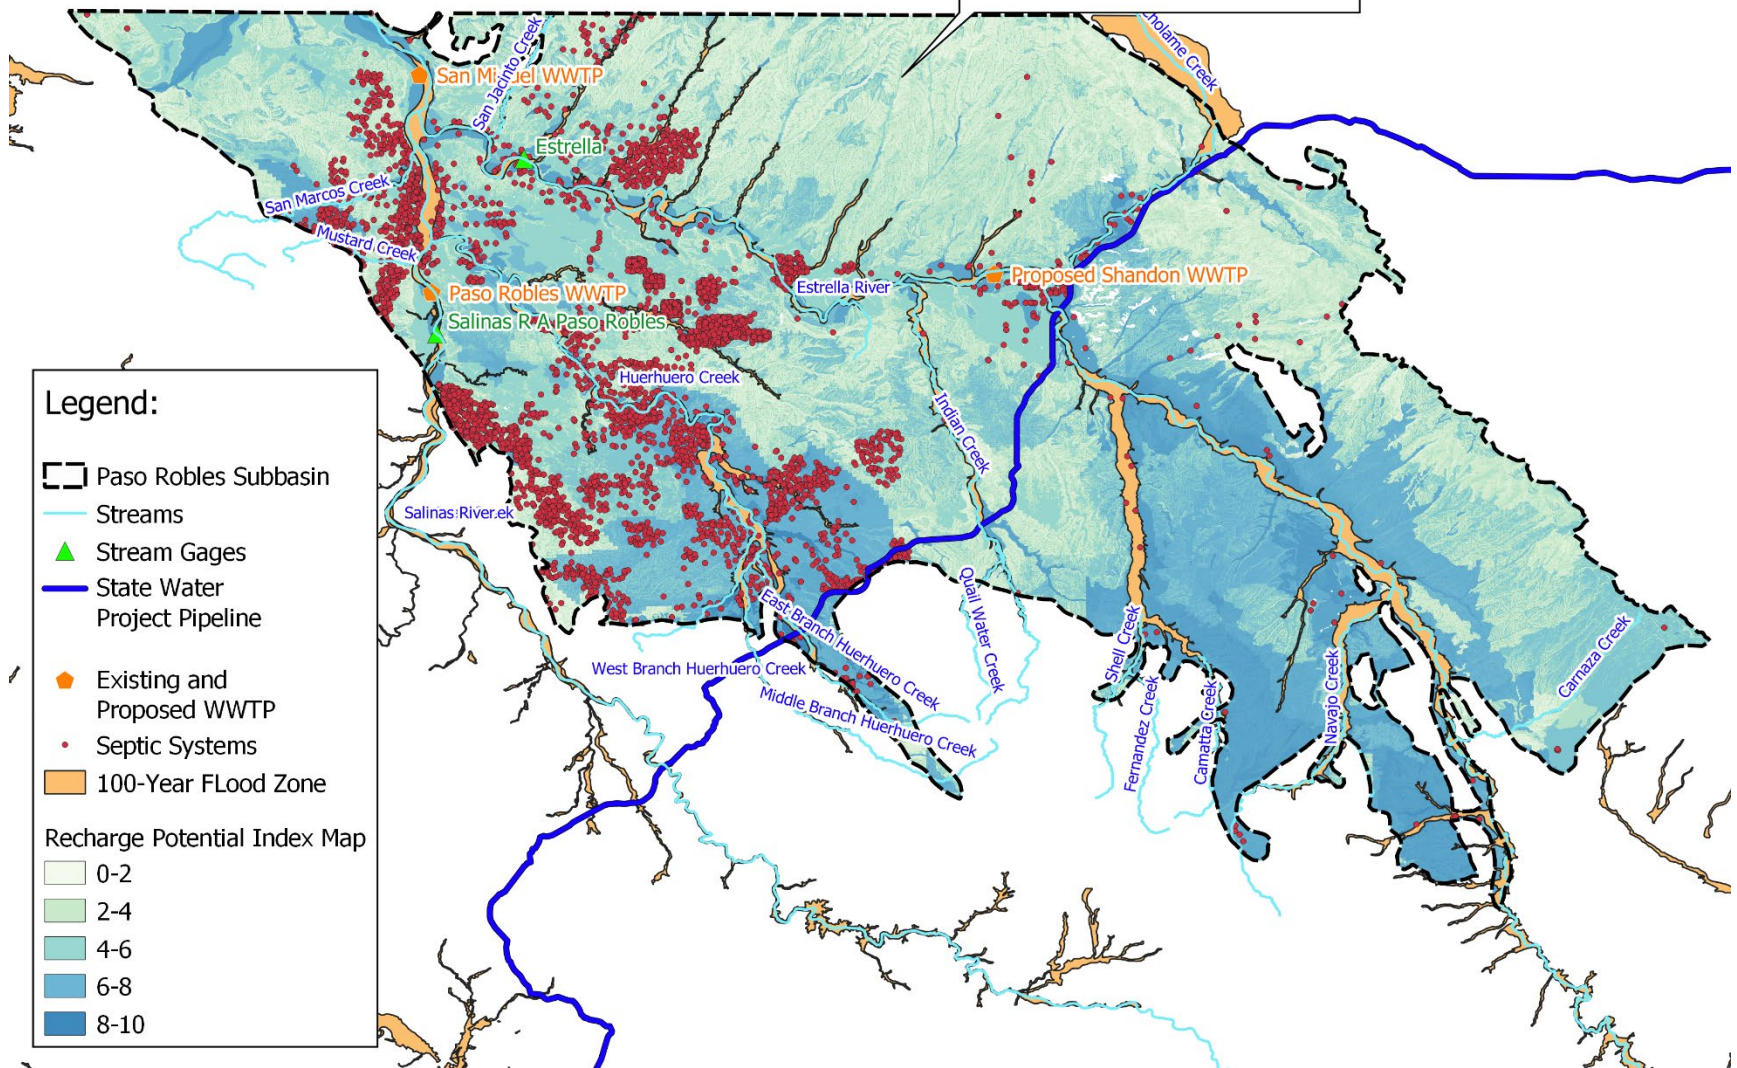 Cholame Creek
San Miguel WWTP
San Jacinto Creek
Estrella
San Marcos Creek
Mustard Creek
Paso Robles WWTP
Salinas R A Paso Robles
Estrella River
Proposed Shandon WWTP
Huerhuero Creek
Indian Creek
Salinas River
East Branch Huerhuero Creek
West Branch Huerhuero Creek
Middle Branch Huerhuero Creek
Quail Water Creek
Shell Creek
Fernandez Creek
Camatta Creek
Navajo Creek
Carnaza Creek
Legend:
Paso Robles Subbasin
Streams
Stream Gages
State Water
Project Pipeline
Existing and
Proposed WWTP
Septic Systems
100-Year FLood Zone
Recharge Potential Index Map
0-2
2-4
4-6
6-8
8-10